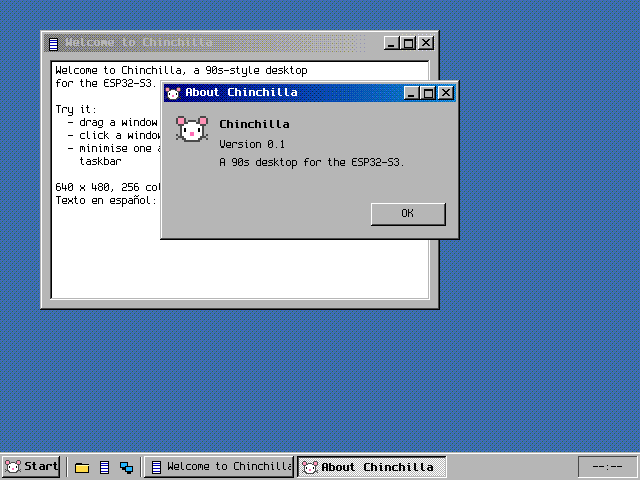 Welcome to Chinchilla
Welcome to Chinchilla, a 90s-style desktop
for the ESP32-S3.
Try it:
- drag a window
- click a window
- minimise one
taskbar
640 x 480, 256
Texto en español:
About Chinchilla
Chinchilla
Version 0.1
A 90s desktop for the ESP32-S3.
OK
Start
Welcome to Chinchilla
About Chinchilla
--:--